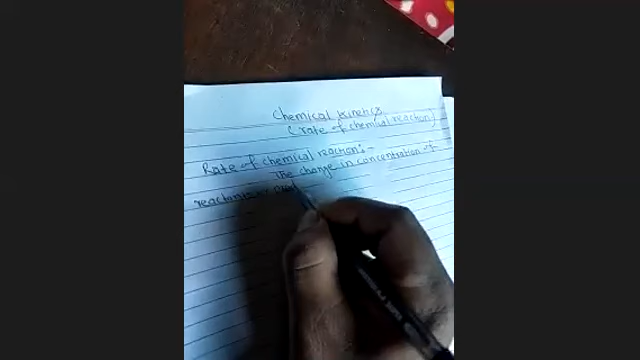 Chemical Kinetics
(rate of chemical reaction)
Rate of chemical reaction:-
The change in concentration of
reactants or